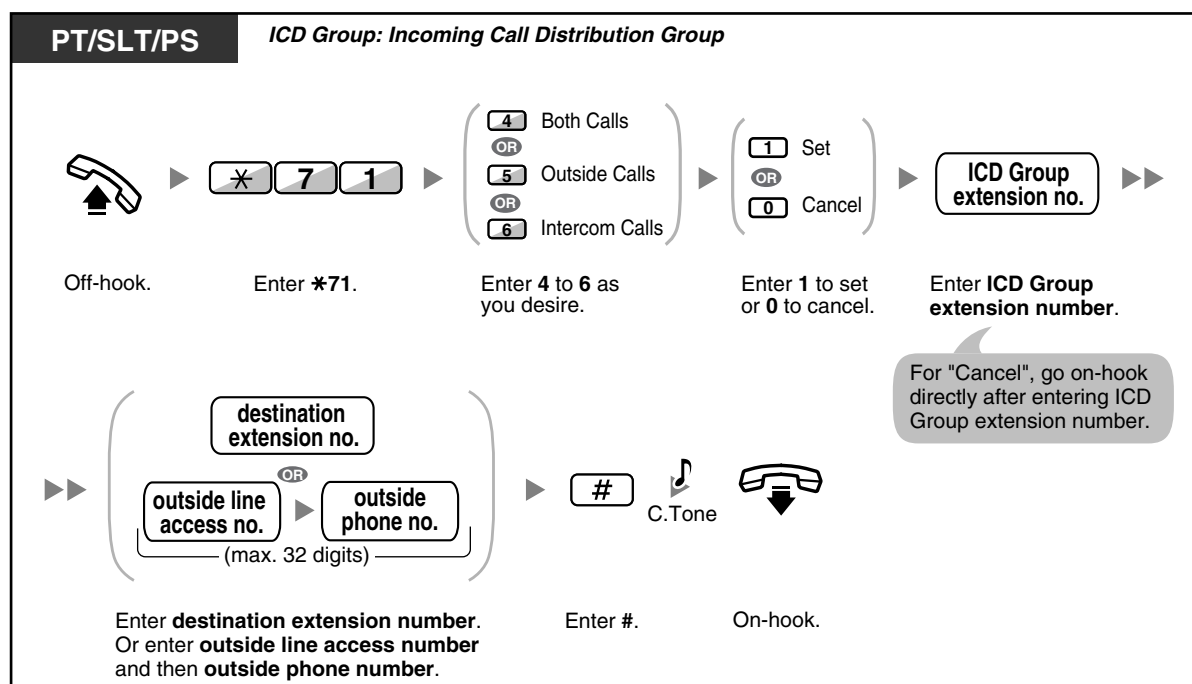 PT/SLT/PS
ICD Group: Incoming Call Distribution Group
4 Both Calls
OR
5 Outside Calls
OR
6 Intercom Calls
1 Set
OR
0 Cancel
ICD Group
extension no.
✳ 7 1
Off-hook.
Enter ✳71.
Enter 4 to 6 as
you desire.
Enter 1 to set
or 0 to cancel.
Enter ICD Group
extension number.
For "Cancel", go on-hook
directly after entering ICD
Group extension number.
destination
extension no.
OR
outside line
access no.
outside
phone no.
(max. 32 digits)
#
C.Tone
Enter destination extension number.
Or enter outside line access number
and then outside phone number.
Enter #.
On-hook.